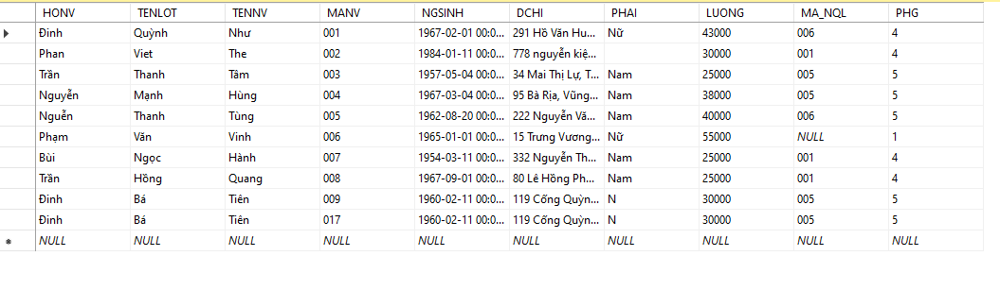 HONV TENLOT TENNV MANV NGSINH DCHI PHAI LUONG MA_NQL PHG
Đinh Quỳnh Như 001 1967-02-01 00:0... 291 Hồ Văn Hu... Nữ 43000 006 4
Phan Viet The 002 1984-01-11 00:0... 778 nguyễn kiệ... 30000 001 4
Trần Thanh Tâm 003 1957-05-04 00:0... 34 Mai Thị Lự, T... Nam 25000 005 5
Nguyễn Mạnh Hùng 004 1967-03-04 00:0... 95 Bà Rịa, Vũng... Nam 38000 005 5
Nguễn Thanh Tùng 005 1962-08-20 00:0... 222 Nguyễn Vă... Nam 40000 006 5
Phạm Văn Vinh 006 1965-01-01 00:0... 15 Trưng Vương... Nữ 55000 NULL 1
Bùi Ngọc Hành 007 1954-03-11 00:0... 332 Nguyễn Th... Nam 25000 001 4
Trần Hồng Quang 008 1967-09-01 00:0... 80 Lê Hồng Ph... Nam 25000 001 4
Đinh Bá Tiên 009 1960-02-11 00:0... 119 Cống Quỳn... N 30000 005 5
Đinh Bá Tiên 017 1960-02-11 00:0... 119 Cống Quỳn... N 30000 005 5
NULL NULL NULL NULL NULL NULL NULL NULL NULL NULL